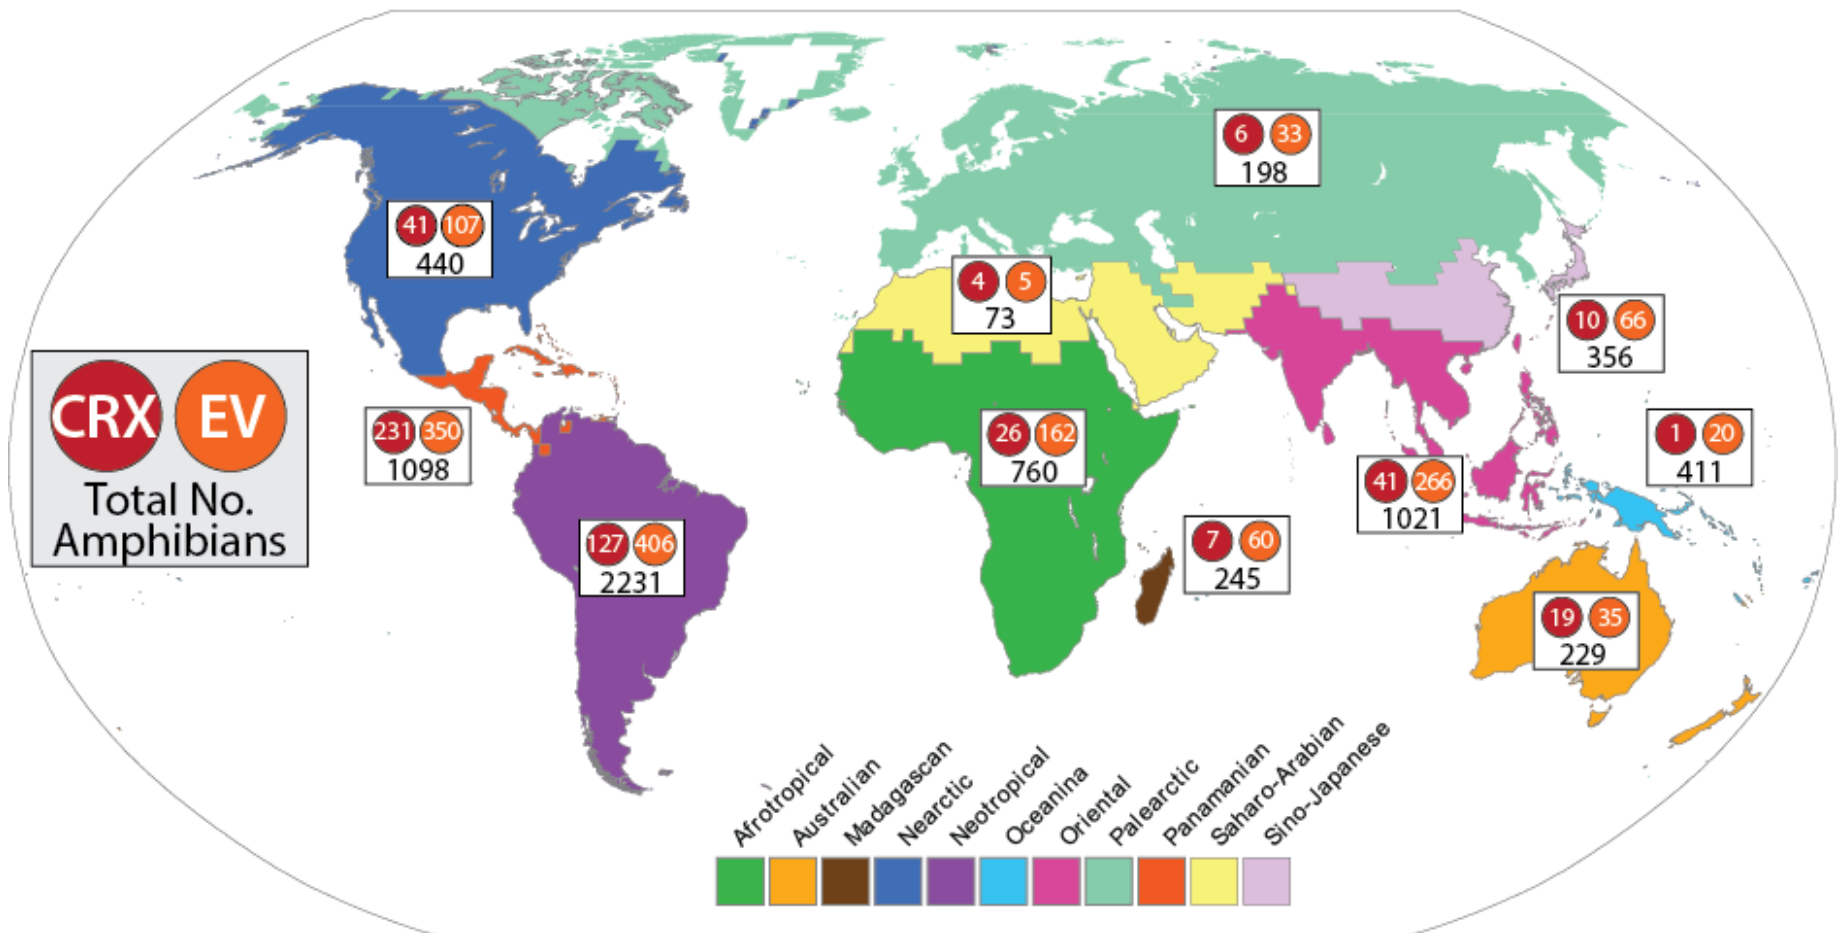 6 33
198
41 107
440
4 5
73
10 66
356
CRX EV
Total No.
Amphibians
231 350
1098
26 162
760
1 20
411
41 266
1021
127 406
2231
7 60
245
19 35
229
Afrotropical
Australian
Madagascan
Nearctic
Neotropical
Oceanina
Oriental
Palearctic
Panamanian
Saharo-Arabian
Sino-Japanese